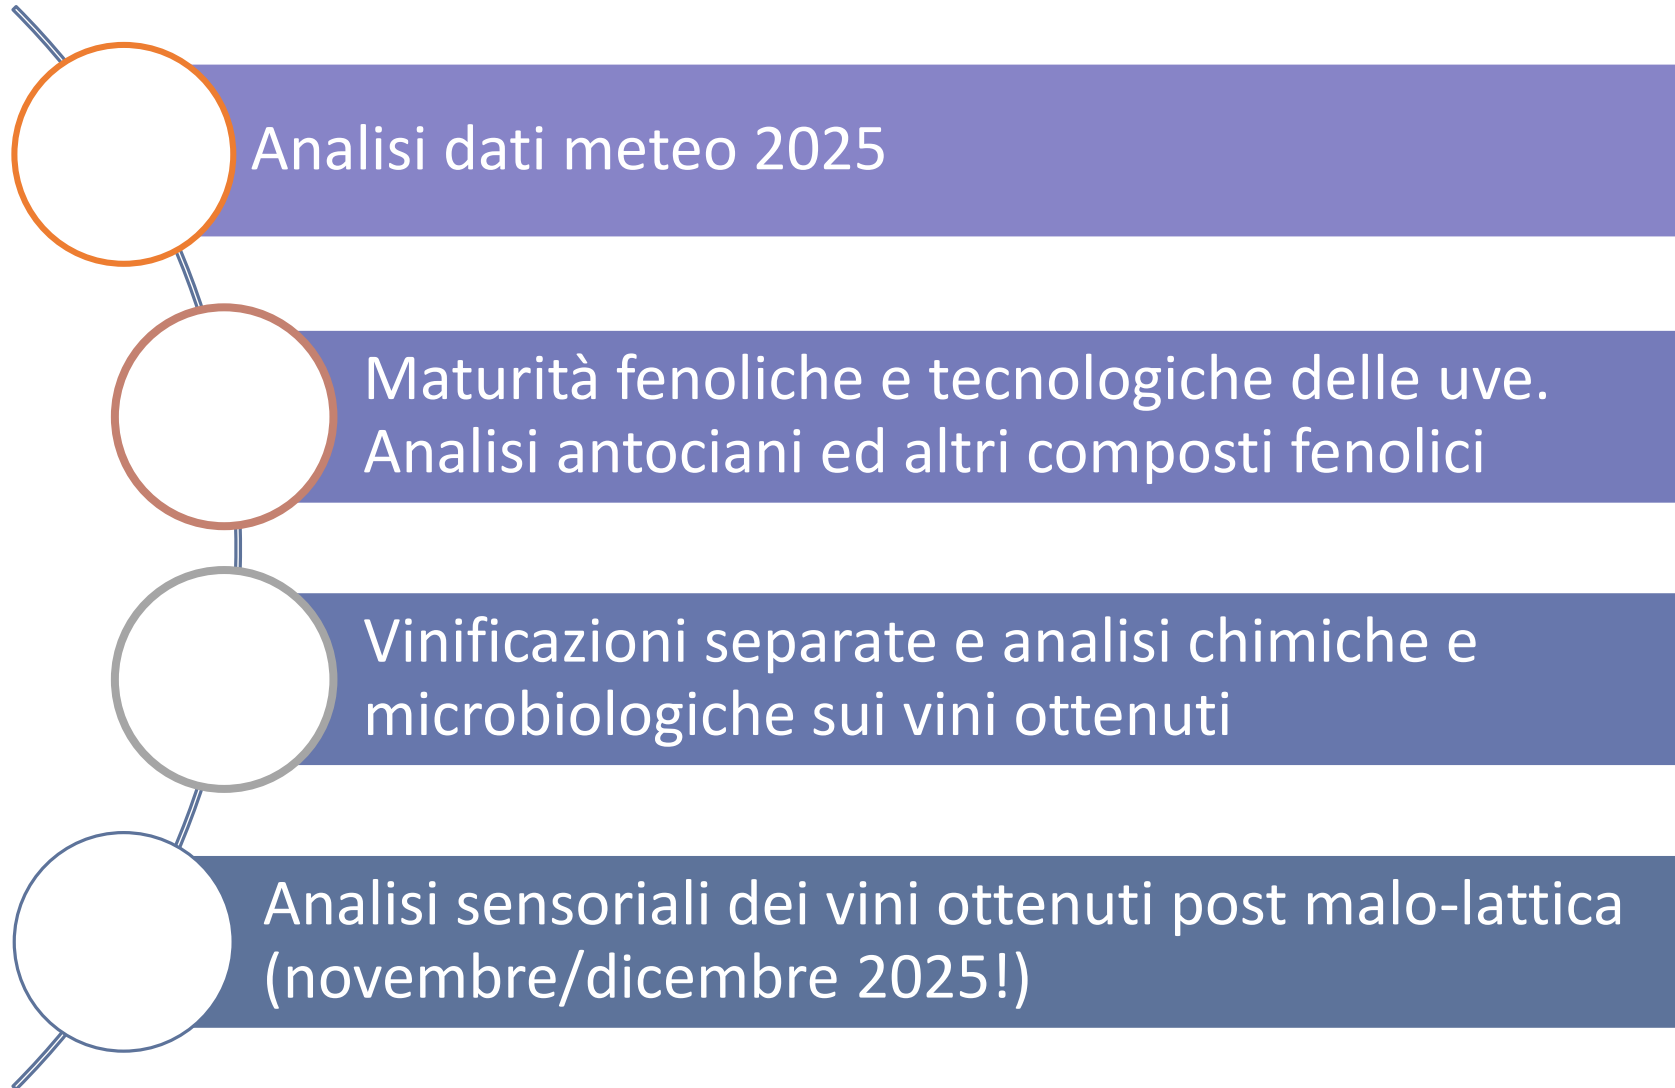 Analisi dati meteo 2025
Maturità fenoliche e tecnologiche delle uve.
Analisi antociani ed altri composti fenolici
Vinificazioni separate e analisi chimiche e
microbiologiche sui vini ottenuti
Analisi sensoriali dei vini ottenuti post malo-lattica
(novembre/dicembre 2025!)